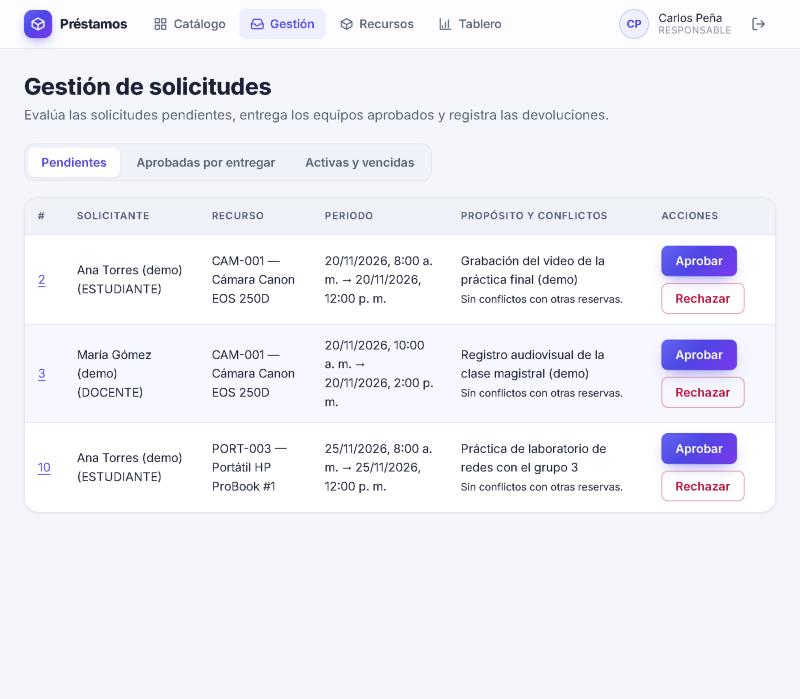 Préstamos
Catálogo
Gestión
Recursos
Tablero
CP
Carlos Peña
RESPONSABLE
Gestión de solicitudes
Evalúa las solicitudes pendientes, entrega los equipos aprobados y registra las devoluciones.
Pendientes
Aprobadas por entregar
Activas y vencidas
# SOLICITANTE RECURSO PERIODO PROPÓSITO Y CONFLICTOS ACCIONES
2
Ana Torres (demo)
(ESTUDIANTE)
CAM-001 —
Cámara Canon
EOS 250D
20/11/2026, 8:00 a.
m. → 20/11/2026,
12:00 p. m.
Grabación del video de la
práctica final (demo)
Sin conflictos con otras reservas.
Aprobar
Rechazar
3
María Gómez
(demo)
(DOCENTE)
CAM-001 —
Cámara Canon
EOS 250D
20/11/2026, 10:00
a. m. →
20/11/2026, 2:00 p.
m.
Registro audiovisual de la
clase magistral (demo)
Sin conflictos con otras reservas.
Aprobar
Rechazar
10
Ana Torres (demo)
(ESTUDIANTE)
PORT-003 —
Portátil HP
ProBook #1
25/11/2026, 8:00 a.
m. → 25/11/2026,
12:00 p. m.
Práctica de laboratorio de
redes con el grupo 3
Sin conflictos con otras reservas.
Aprobar
Rechazar